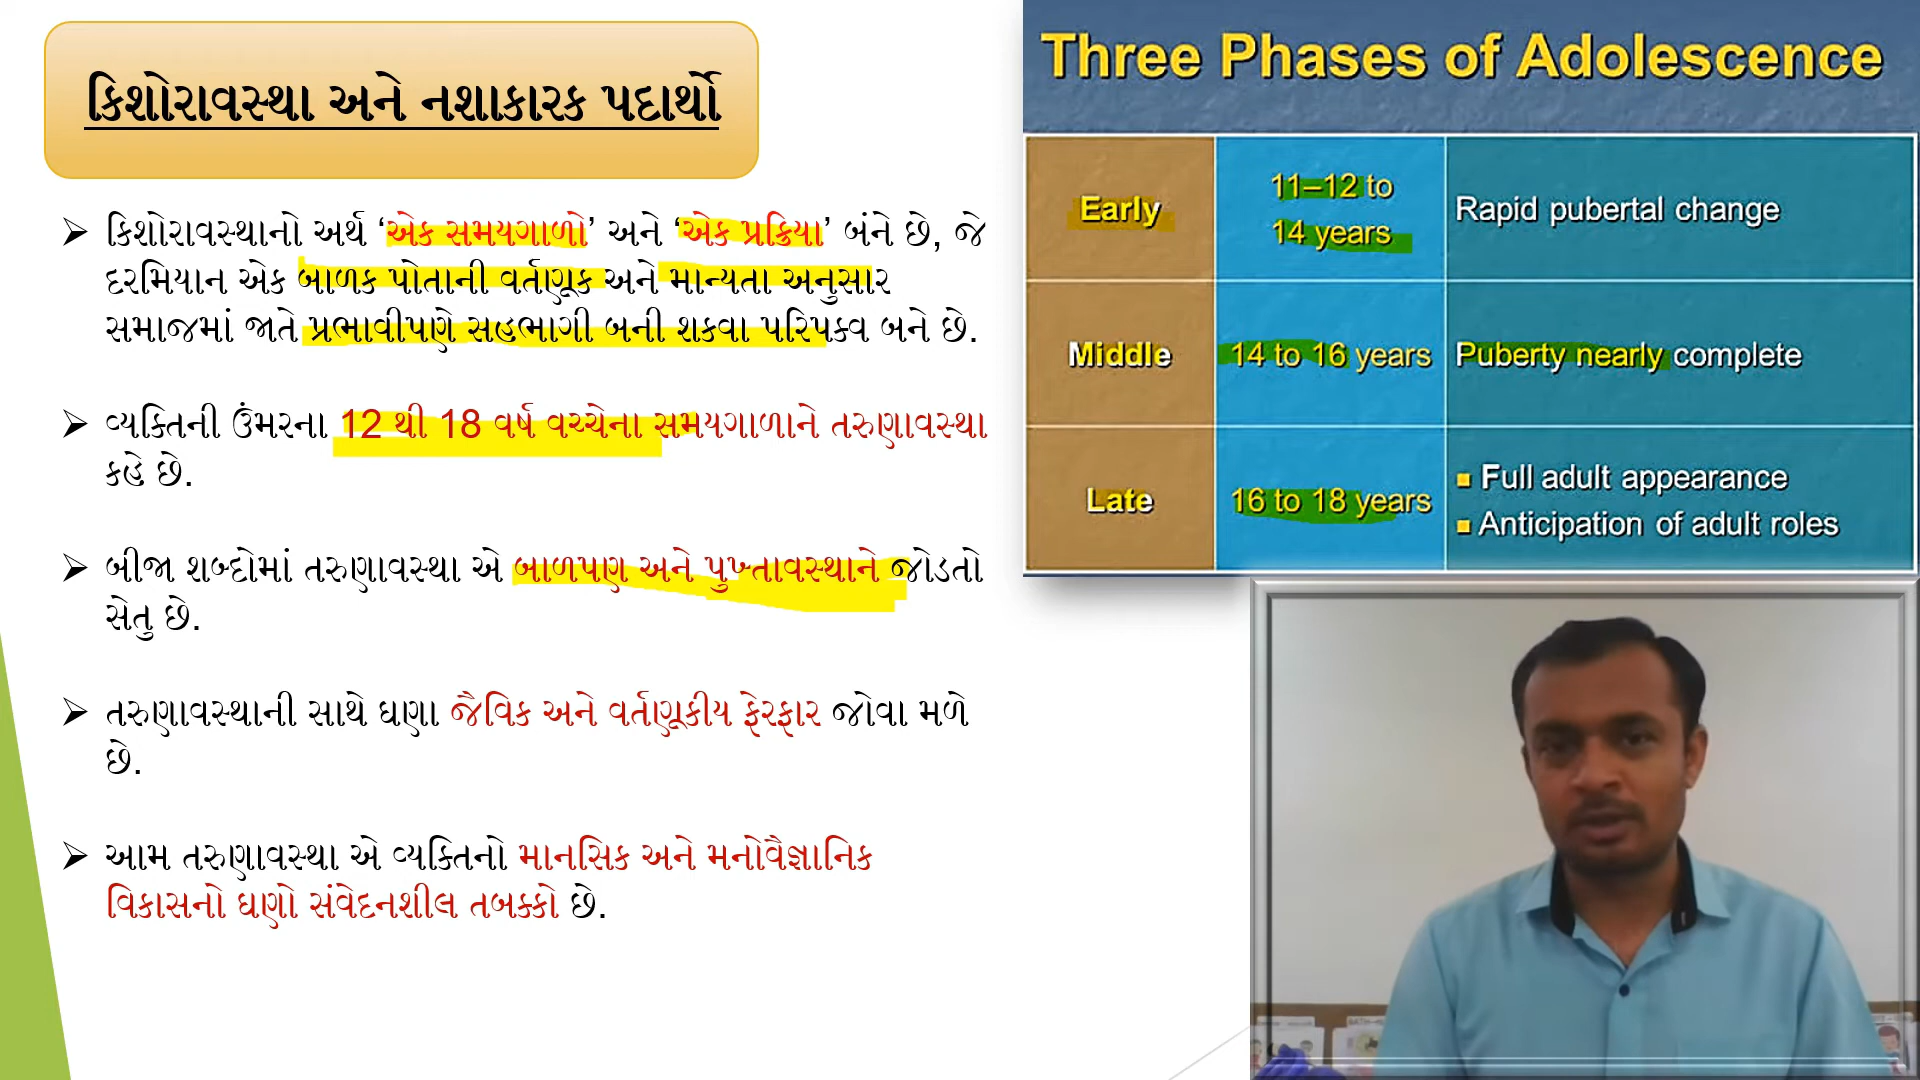 કિશોરાવસ્થા અને નશાકારક પદાર્થો
➢ કિશોરાવસ્થાનો અર્થ ‘એક સમયગાળો’ અને ‘એક પ્રક્રિયા’ બંને છે, જે
દરમિયાન એક બાળક પોતાની વર્તણૂક અને માન્યતા અનુસાર
સમાજમાં જાતે પ્રભાવીપણે સહભાગી બની શકવા પરિપક્વ બને છે.
➢ વ્યક્તિની ઉંમરના 12 થી 18 વર્ષ વચ્ચેના સમયગાળાને તરુણાવસ્થા
કહે છે.
➢ બીજા શબ્દોમાં તરુણાવસ્થા એ બાળપણ અને પુખ્તાવસ્થાને જોડતો
સેતુ છે.
➢ તરુણાવસ્થાની સાથે ઘણા જૈવિક અને વર્તણૂકીય ફેરફાર જોવા મળે
છે.
➢ આમ તરુણાવસ્થા એ વ્યક્તિનો માનસિક અને મનોવૈજ્ઞાનિક
વિકાસનો ઘણો સંવેદનશીલ તબક્કો છે.
Three Phases of Adolescence
Early 11–12 to 14 years Rapid pubertal change
Middle 14 to 16 years Puberty nearly complete
Late 16 to 18 years ▪ Full adult appearance
▪ Anticipation of adult roles